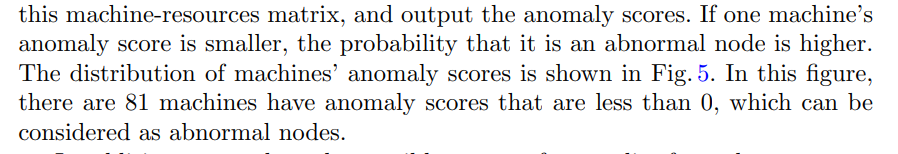 this machine-resources matrix, and output the anomaly scores. If one machine's
anomaly score is smaller, the probability that it is an abnormal node is higher.
The distribution of machines' anomaly scores is shown in Fig. 5. In this figure,
there are 81 machines have anomaly scores that are less than 0, which can be
considered as abnormal nodes.